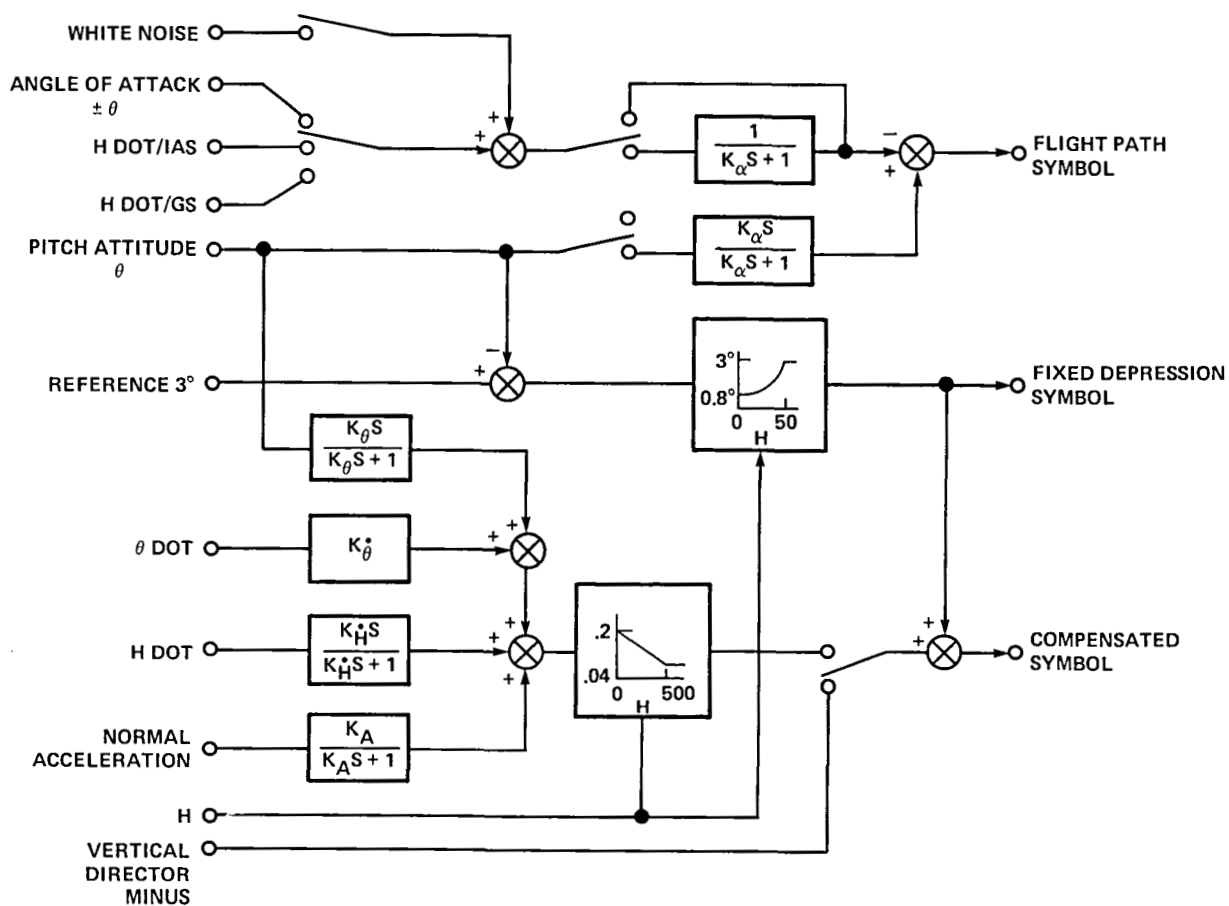 WHITE NOISE
ANGLE OF ATTACK
± θ
H DOT/IAS
H DOT/GS
PITCH ATTITUDE
θ
+
+
1
KαS + 1
−
+
FLIGHT PATH
SYMBOL
KαS
KαS + 1
REFERENCE 3°
−
+
3°
0.8°
0
50
H
FIXED DEPRESSION
SYMBOL
KθS
KθS + 1
θ DOT
Kθ̇
+
+
H DOT
KḢS
KḢS + 1
+
+
+
.2
.04
0
500
H
+
+
COMPENSATED
SYMBOL
NORMAL
ACCELERATION
KA
KAS + 1
H
VERTICAL
DIRECTOR
MINUS